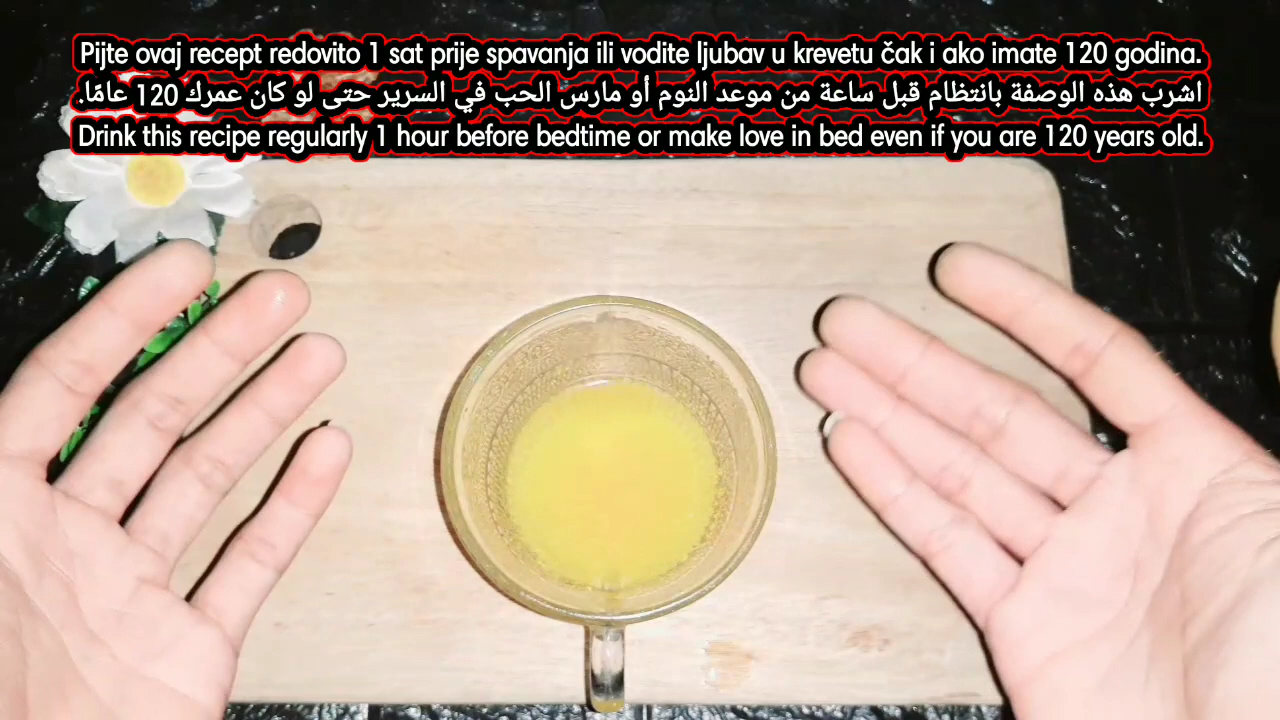 Pijte ovaj recept redovito 1 sat prije spavanja ili vodite ljubav u krevetu čak i ako imate 120 godina.
اشرب هذه الوصفة بانتظام قبل ساعة من موعد النوم أو مارس الحب في السرير حتى لو كان عمرك 120 عامًا.
Drink this recipe regularly 1 hour before bedtime or make love in bed even if you are 120 years old.